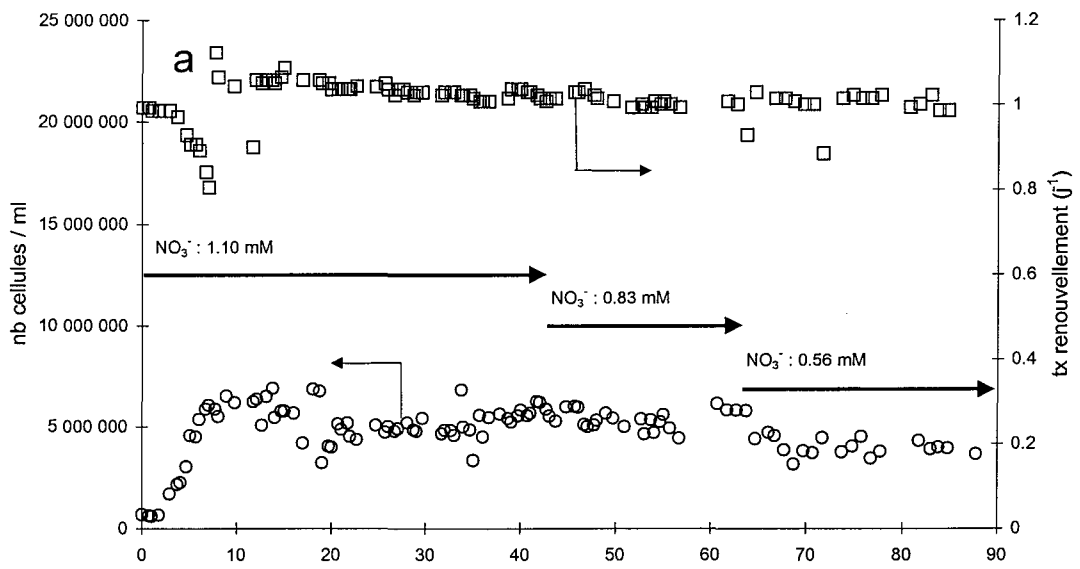 a
nb cellules / ml
25 000 000
20 000 000
15 000 000
10 000 000
5 000 000
0
NO₃⁻ : 1.10 mM
NO₃⁻ : 0.83 mM
NO₃⁻ : 0.56 mM
1.2
1
0.8
0.6
0.4
0.2
0
tx renouvellement (j⁻¹)
0 10 20 30 40 50 60 70 80 90